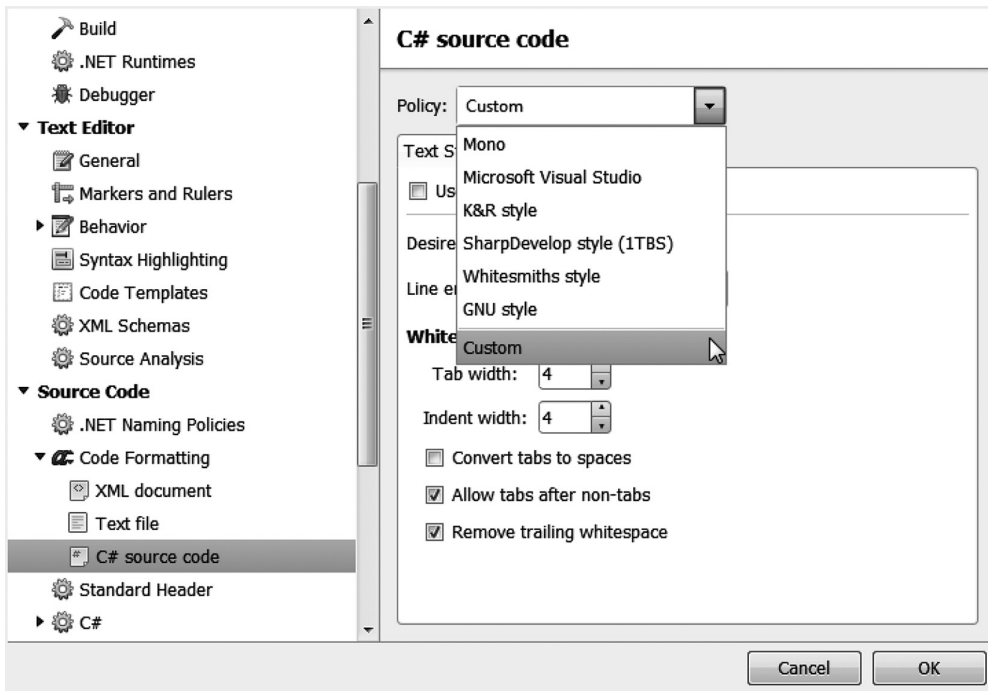 Build
.NET Runtimes
Debugger
Text Editor
General
Markers and Rulers
Behavior
Syntax Highlighting
Code Templates
XML Schemas
Source Analysis
Source Code
.NET Naming Policies
Code Formatting
XML document
Text file
C# source code
Standard Header
C#
C# source code
Policy: Custom
Mono
Microsoft Visual Studio
K&R style
SharpDevelop style (1TBS)
Whitesmiths style
GNU style
Custom
Text S
Us
Desire
Line e
White
Tab width: 4
Indent width: 4
Convert tabs to spaces
Allow tabs after non-tabs
Remove trailing whitespace
Cancel
OK